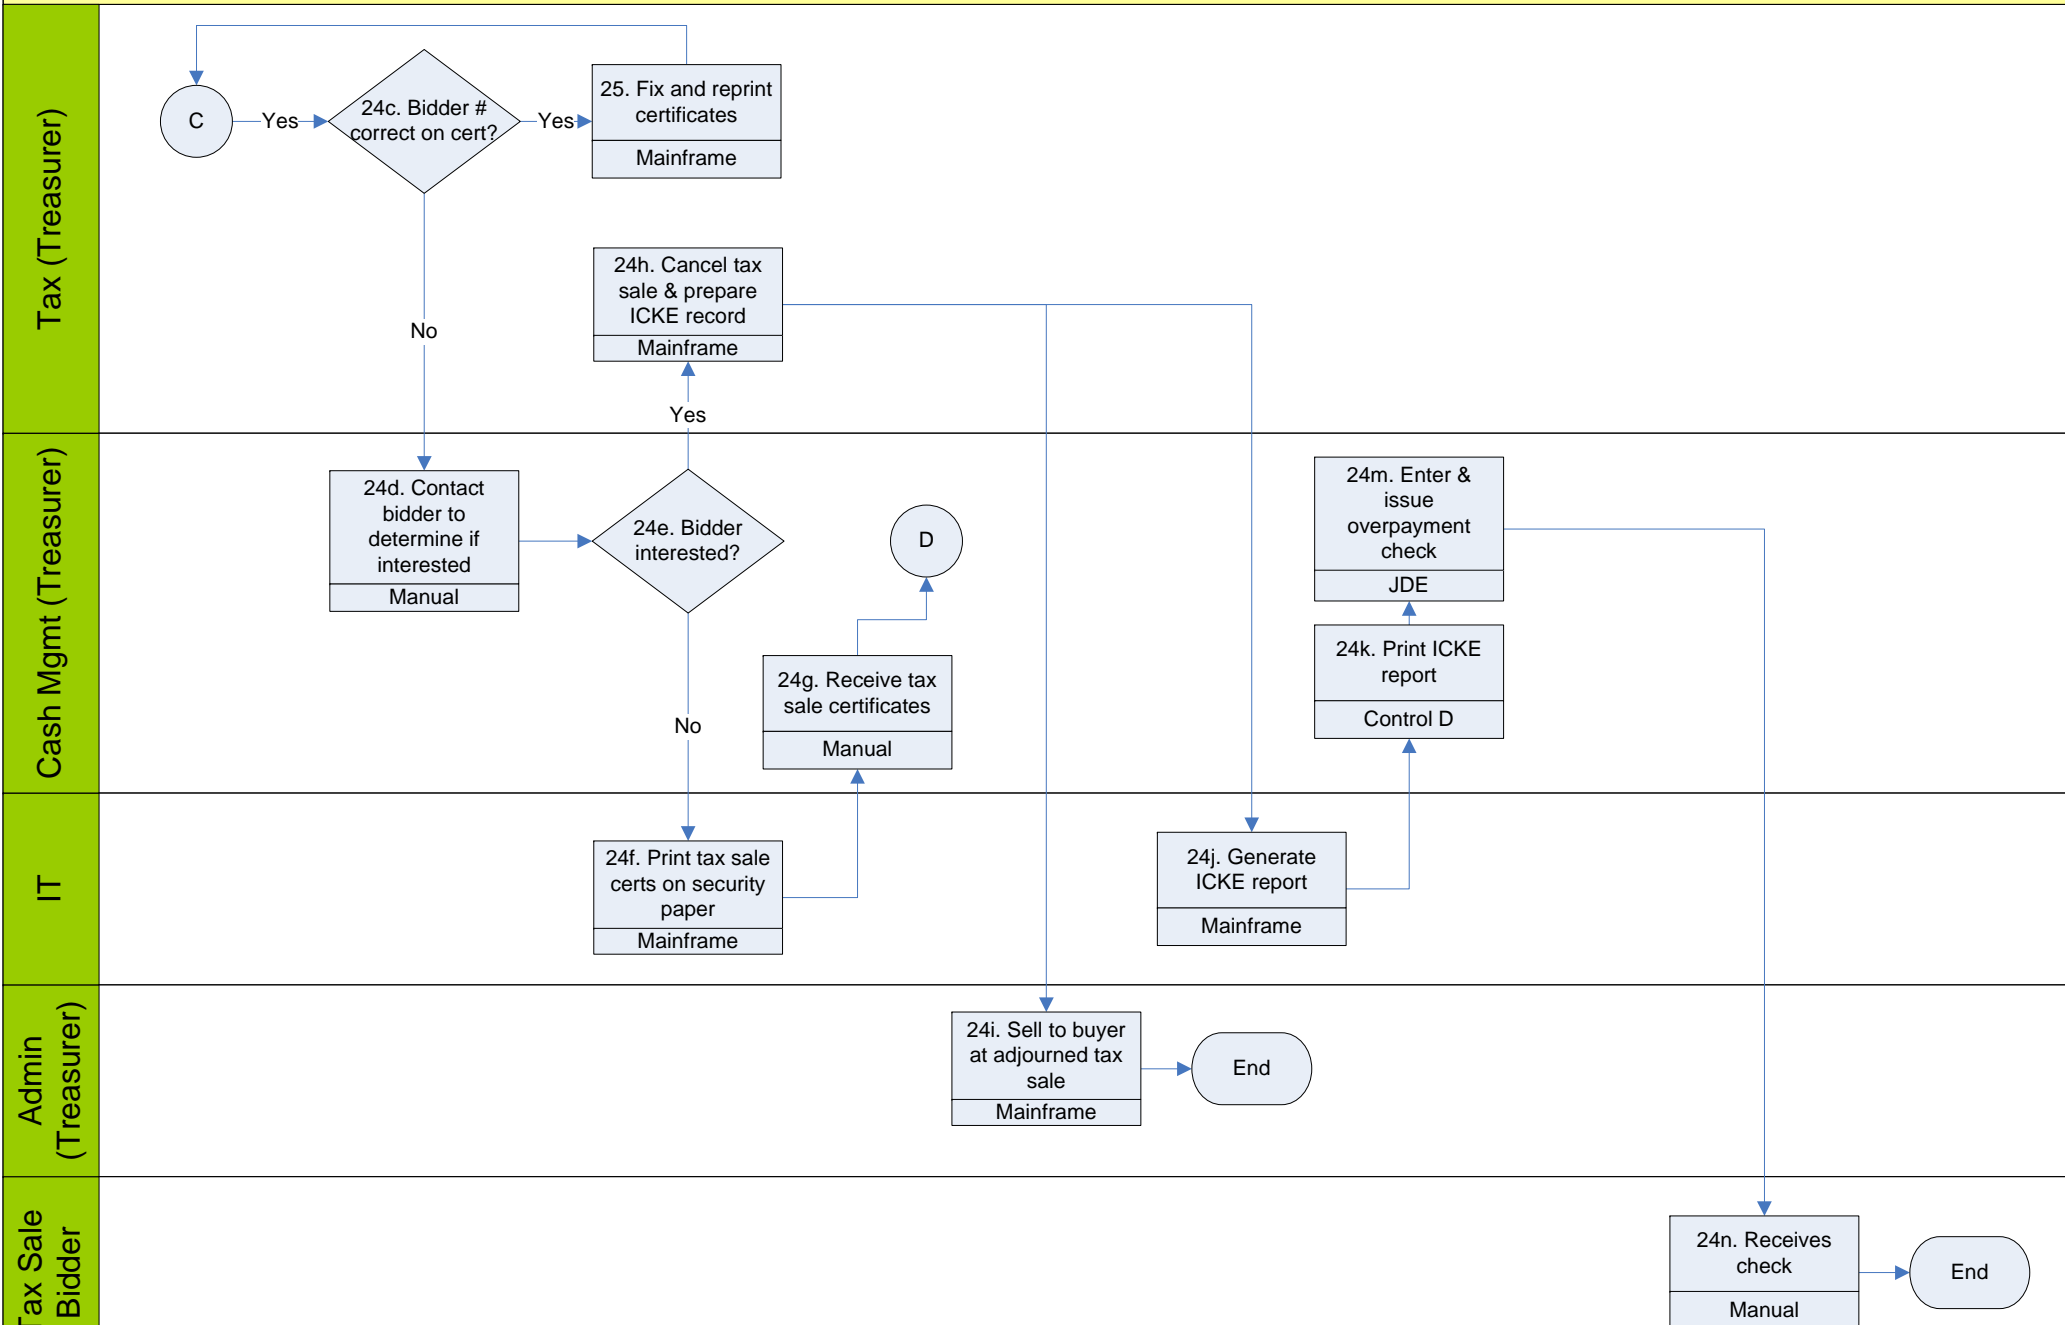 Tax (Treasurer)
C
Yes
24c. Bidder #
correct on cert?
Yes
25. Fix and reprint
certificates
Mainframe
No
24h. Cancel tax
sale & prepare
ICKE record
Mainframe
Yes
Cash Mgmt (Treasurer)
24d. Contact
bidder to
determine if
interested
Manual
24e. Bidder
interested?
No
D
24g. Receive tax
sale certificates
Manual
24m. Enter &
issue
overpayment
check
JDE
24k. Print ICKE
report
Control D
IT
24f. Print tax sale
certs on security
paper
Mainframe
24j. Generate
ICKE report
Mainframe
Admin
(Treasurer)
24i. Sell to buyer
at adjourned tax
sale
Mainframe
End
Tax Sale
Bidder
24n. Receives
check
Manual
End